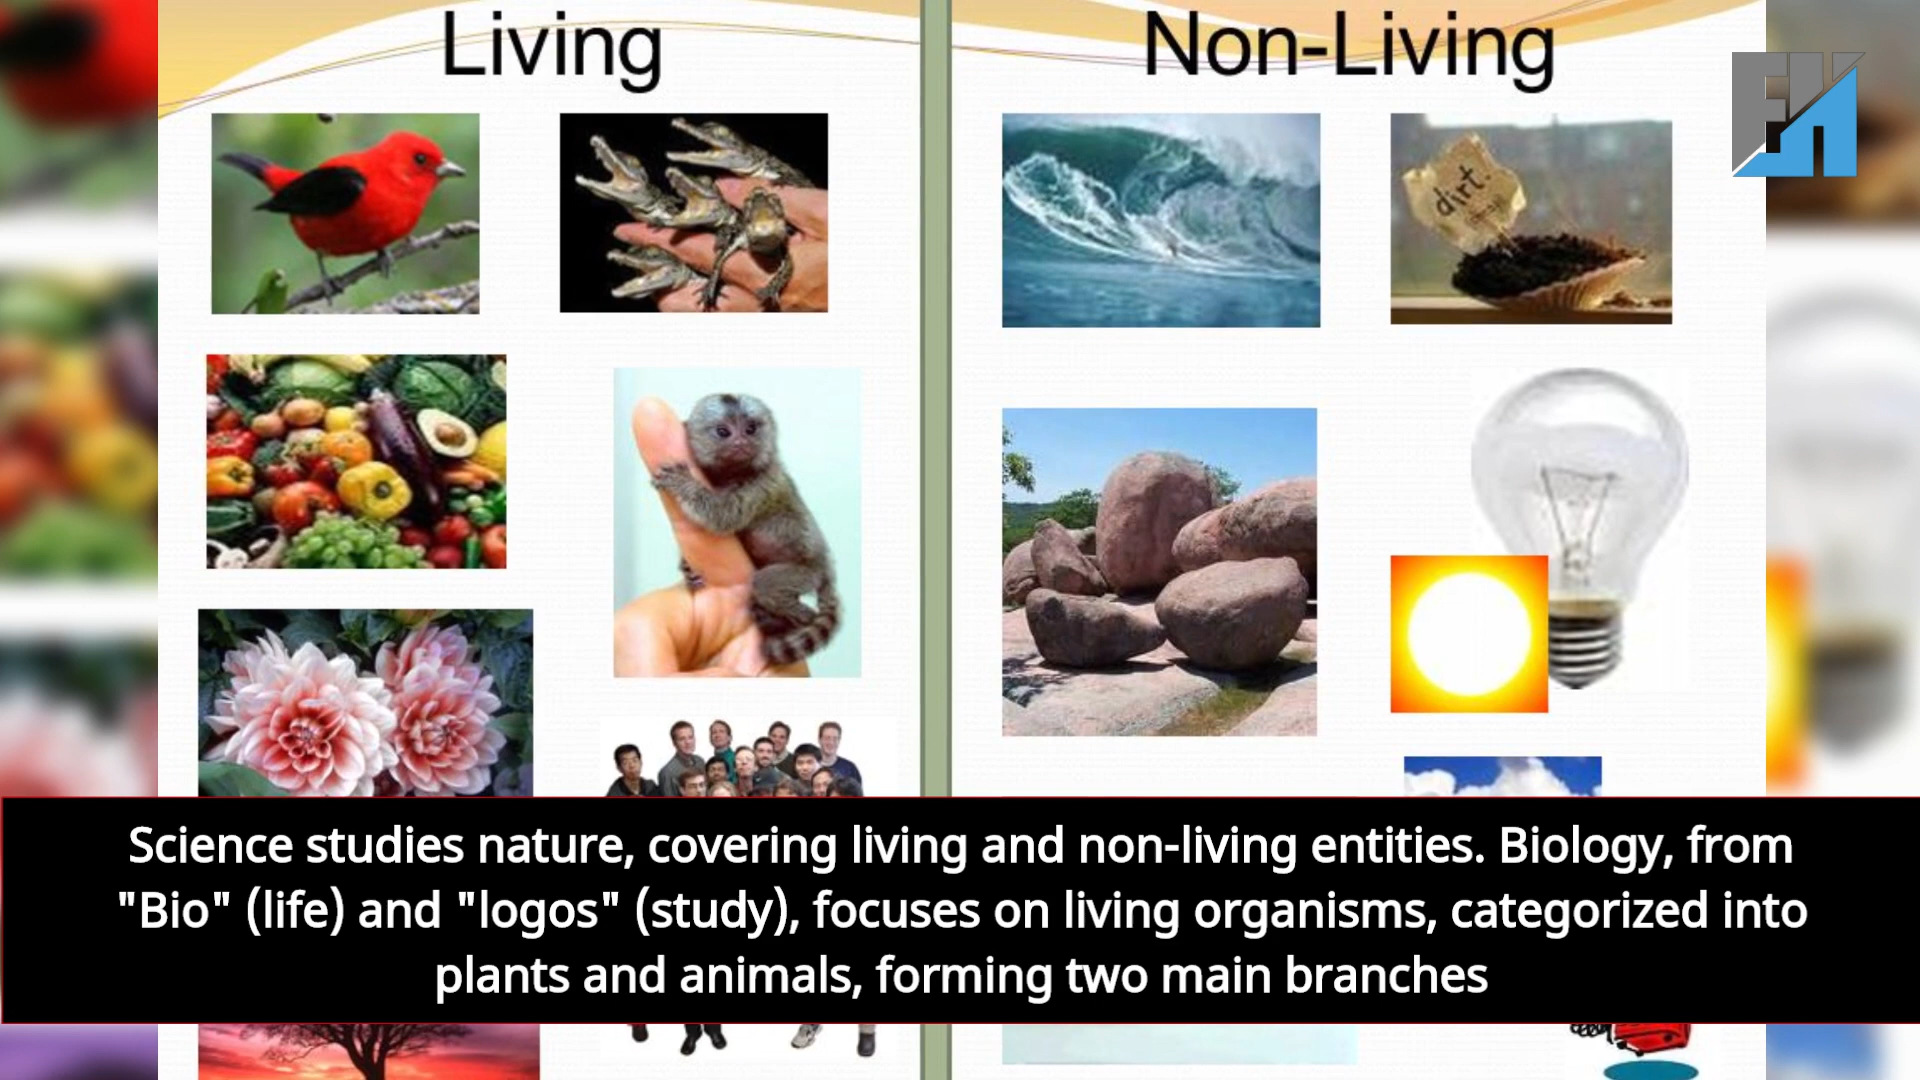 Living
Non-Living
dirt!
Science studies nature, covering living and non-living entities. Biology, from
"Bio" (life) and "logos" (study), focuses on living organisms, categorized into
plants and animals, forming two main branches